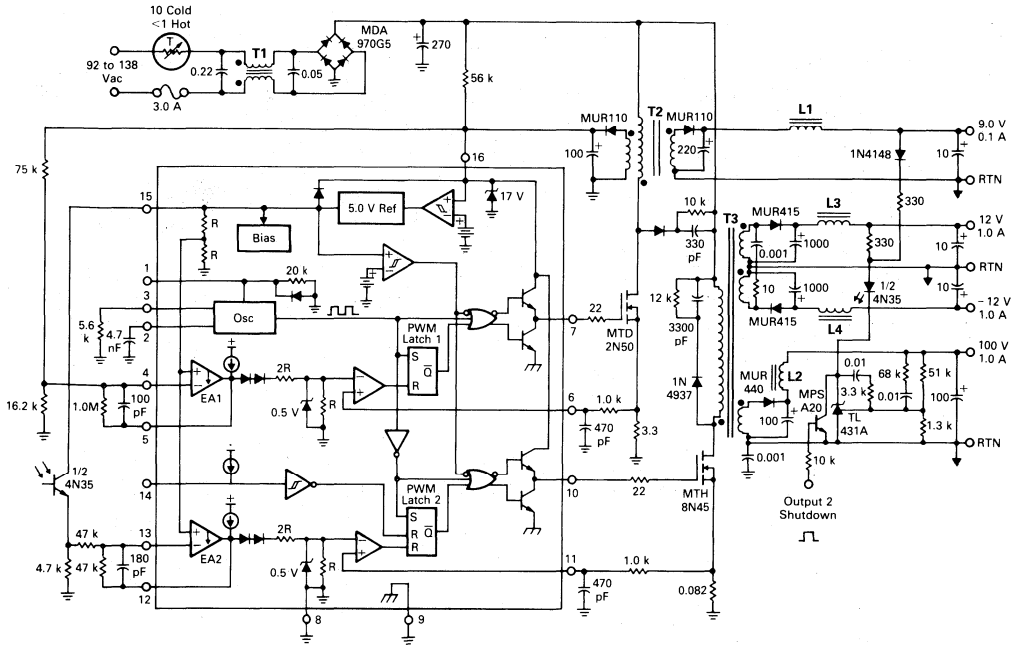 10 Cold
<1 Hot
T
92 to 138
Vac
3.0 A
0.22
T1
0.05
MDA
970G5
270
56 k
75 k
16
15
R
R
Bias
5.0 V Ref
17 V
MUR110
100
T2
MUR110
220
L1
9.0 V
0.1 A
1N4148
10
RTN
330
10 k
330
pF
T3
MUR415
L3
0.001
1000
330
10
12 V
1.0 A
RTN
10
1000
1/2
4N35
10
MUR415
L4
−12 V
1.0 A
1
3
2
5.6
k
4.7
nF
20 k
Osc
PWM
Latch 1
S
Q
R
7
22
MTD
2N50
12 k
3300
pF
1N
4937
4
16.2 k
1.0M
100
pF
5
EA1
2R
0.5 V
R
6
1.0 k
470
pF
3.3
MUR
440
L2
100
0.001
MPS
A20
0.01
3.3 k
TL
431A
68 k
0.01
51 k
1.3 k
100
100 V
1.0 A
RTN
10 k
Output 2
Shutdown
1/2
4N35
14
PWM
Latch 2
S
R
R
Q
10
22
MTH
8N45
47 k
13
4.7 k
47 k
180
pF
12
EA2
2R
0.5 V
R
11
1.0 k
470
pF
0.082
8
9